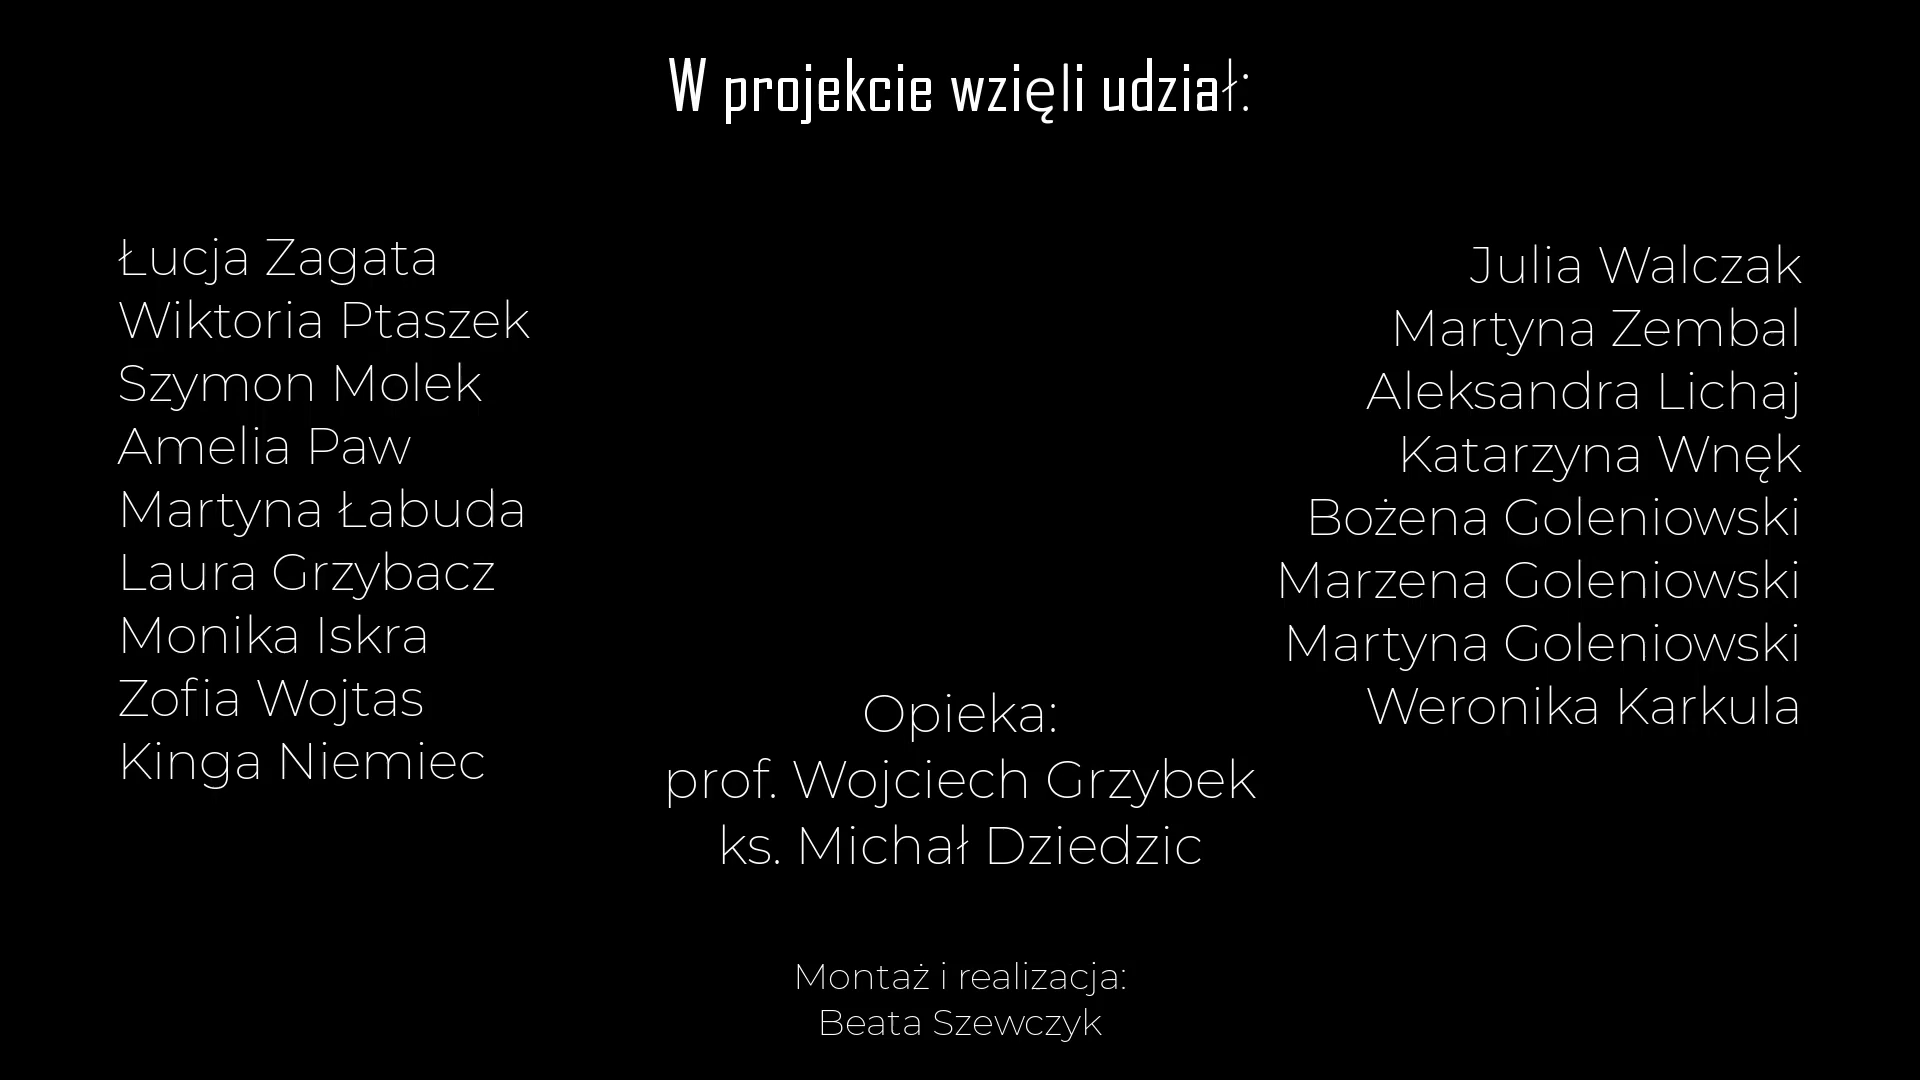 W projekcie wzięli udział:
Łucja Zagata
Wiktoria Ptaszek
Szymon Molek
Amelia Paw
Martyna Łabuda
Laura Grzybacz
Monika Iskra
Zofia Wojtas
Kinga Niemiec
Julia Walczak
Martyna Zembal
Aleksandra Lichaj
Katarzyna Wnęk
Bożena Goleniowski
Marzena Goleniowski
Martyna Goleniowski
Weronika Karkula
Opieka:
prof. Wojciech Grzybek
ks. Michał Dziedzic
Montaż i realizacja:
Beata Szewczyk